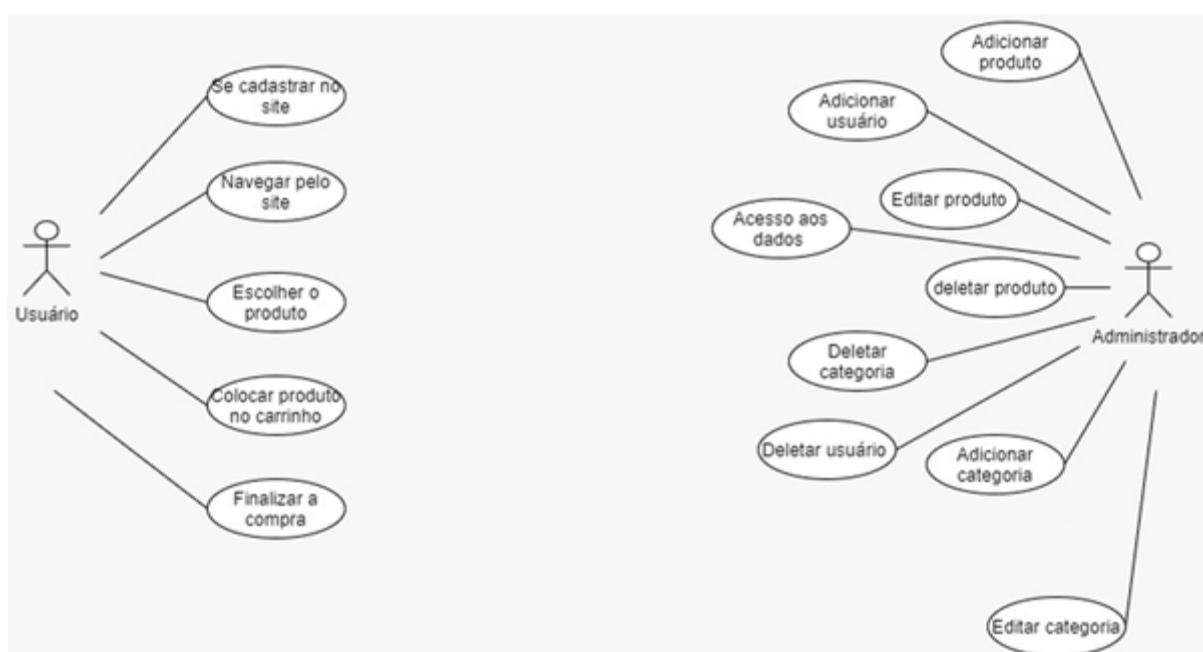 Se cadastrar no
site
Navegar pelo
site
Usuário
Escolher o
produto
Colocar produto
no carrinho
Finalizar a
compra
Adicionar
produto
Adicionar
usuário
Editar produto
Acesso aos
dados
deletar produto
Administrador
Deletar
categoria
Deletar usuário
Adicionar
categoria
Editar categoria